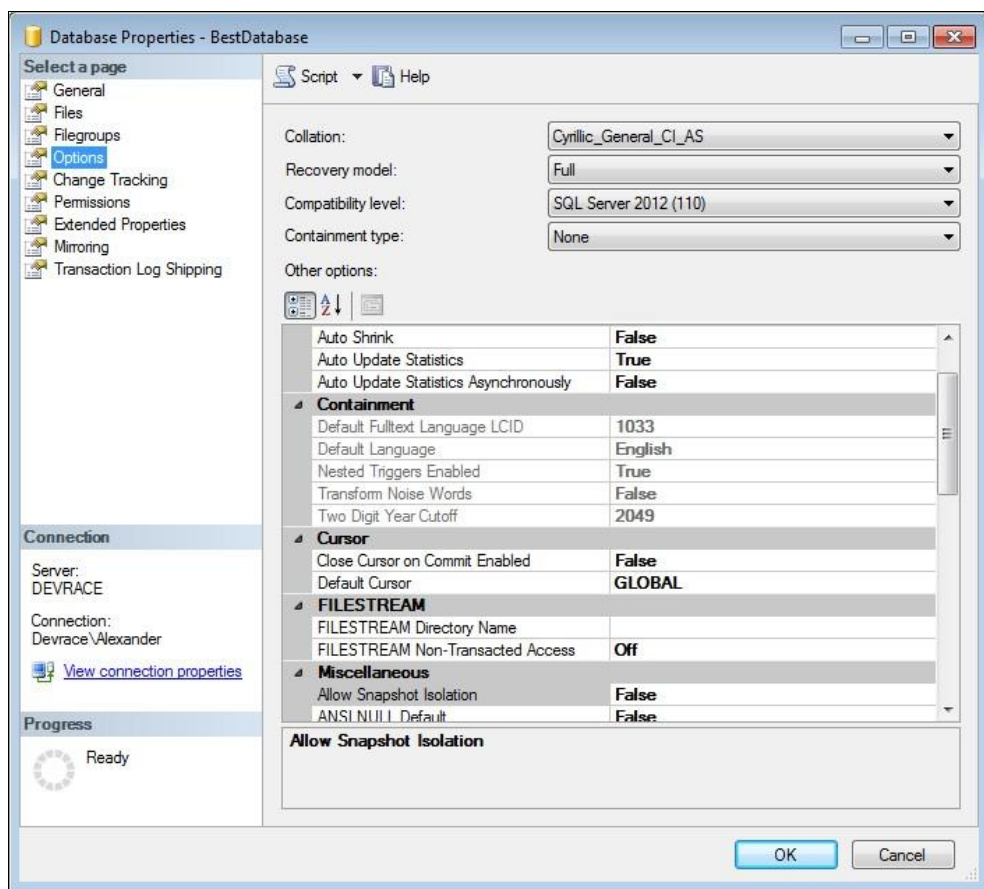 Database Properties - BestDatabase
Select a page
General
Files
Filegroups
Options
Change Tracking
Permissions
Extended Properties
Mirroring
Transaction Log Shipping
Connection
Server:
DEVRACE
Connection:
Devrace\Alexander
View connection properties
Progress
Ready
Script Help
Collation: Cyrillic_General_CI_AS
Recovery model: Full
Compatibility level: SQL Server 2012 (110)
Containment type: None
Other options:
Auto Shrink False
Auto Update Statistics True
Auto Update Statistics Asynchronously False
Containment
Default Fulltext Language LCID 1033
Default Language English
Nested Triggers Enabled True
Transform Noise Words False
Two Digit Year Cutoff 2049
Cursor
Close Cursor on Commit Enabled False
Default Cursor GLOBAL
FILESTREAM
FILESTREAM Directory Name
FILESTREAM Non-Transacted Access Off
Miscellaneous
Allow Snapshot Isolation False
ANSI NULL Default False
Allow Snapshot Isolation
OK Cancel